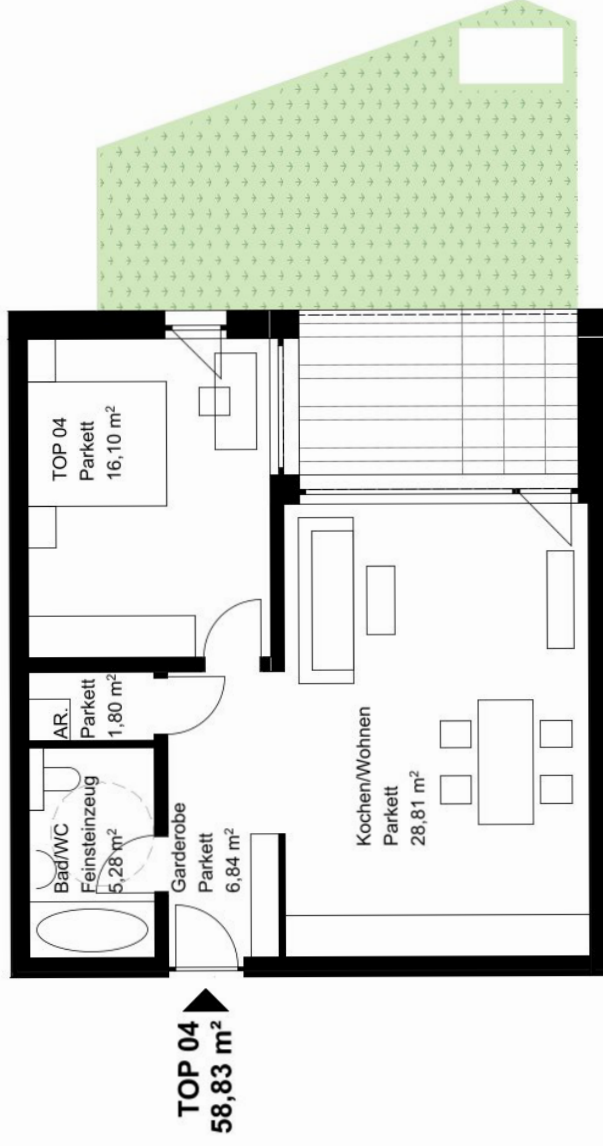 TOP 04
Parkett
16,10 m²
AR.
Parkett
1,80 m²
Bad/WC
Feinsteinzeug
5,28 m²
Garderobe
Parkett
6,84 m²
Kochen/Wohnen
Parkett
28,81 m²
TOP 04
58,83 m²